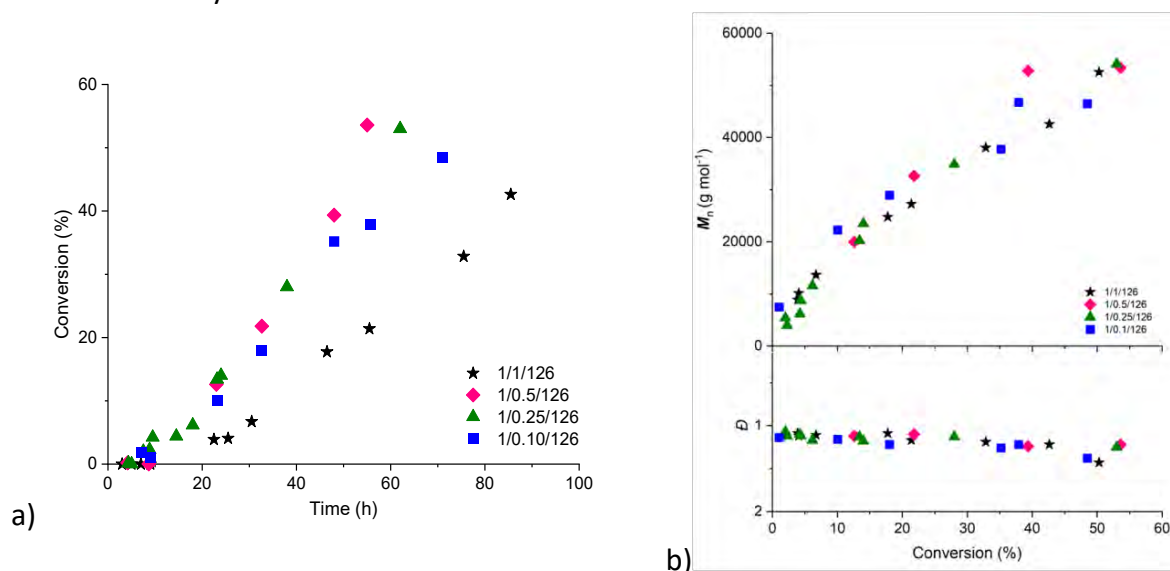 60
40
20
0
Conversion (%)
1/1/126
1/0.5/126
1/0.25/126
1/0.10/126
0 20 40 60 80 100
Time (h)
a)
60000
40000
20000
0
Mn (g mol⁻¹)
1/1/126
1/0.5/126
1/0.25/126
1/0.1/126
1
Đ
2
0 10 20 30 40 50 60
Conversion (%)
b)